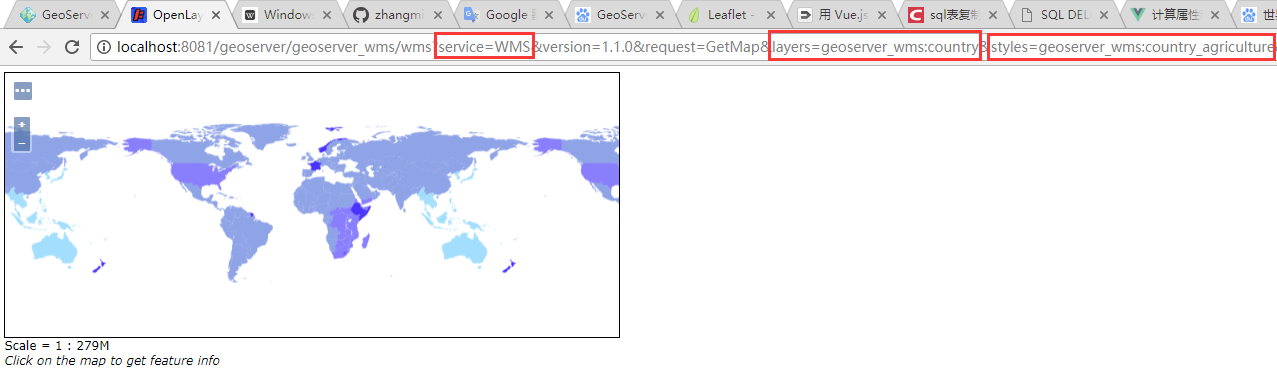 GeoServ
OpenLay
Windows
zhangmi
Google
GeoServ
Leaflet -
用 Vue.js
sql表复制
SQL DEL
计算属性
世
localhost:8081/geoserver/geoserver_wms/wms?service=WMS&version=1.1.0&request=GetMap&layers=geoserver_wms:country&styles=geoserver_wms:country_agriculture
+
−
Scale = 1 : 279M
Click on the map to get feature info